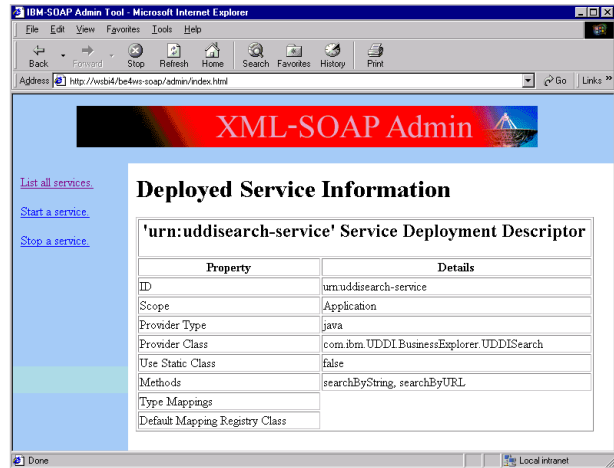 IBM-SOAP Admin Tool - Microsoft Internet Explorer
File Edit View Favorites Tools Help
Back Forward Stop Refresh Home Search Favorites History Print
Address http://wsbi4/be4ws-soap/admin/index.html Go Links »
XML-SOAP Admin
List all services.
Start a service.
Stop a service.
Deployed Service Information
'urn:uddisearch-service' Service Deployment Descriptor
Property Details
ID urn:uddisearch-service
Scope Application
Provider Type java
Provider Class com.ibm.UDDI.BusinessExplorer.UDDISearch
Use Static Class false
Methods searchByString, searchByURL
Type Mappings
Default Mapping Registry Class
Done Local intranet